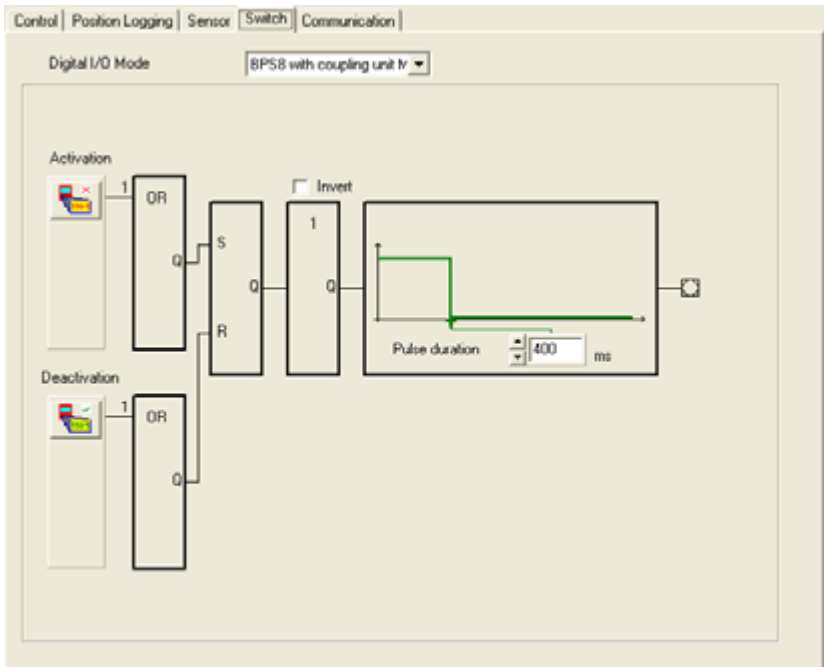 Control Position Logging Sensor Switch Communication
Digital I/O Mode BPS8 with coupling unit
Activation
Invert
1 OR
1
S
Q Q Q
R
Pulse duration 400 ms
Deactivation
1 OR
Q